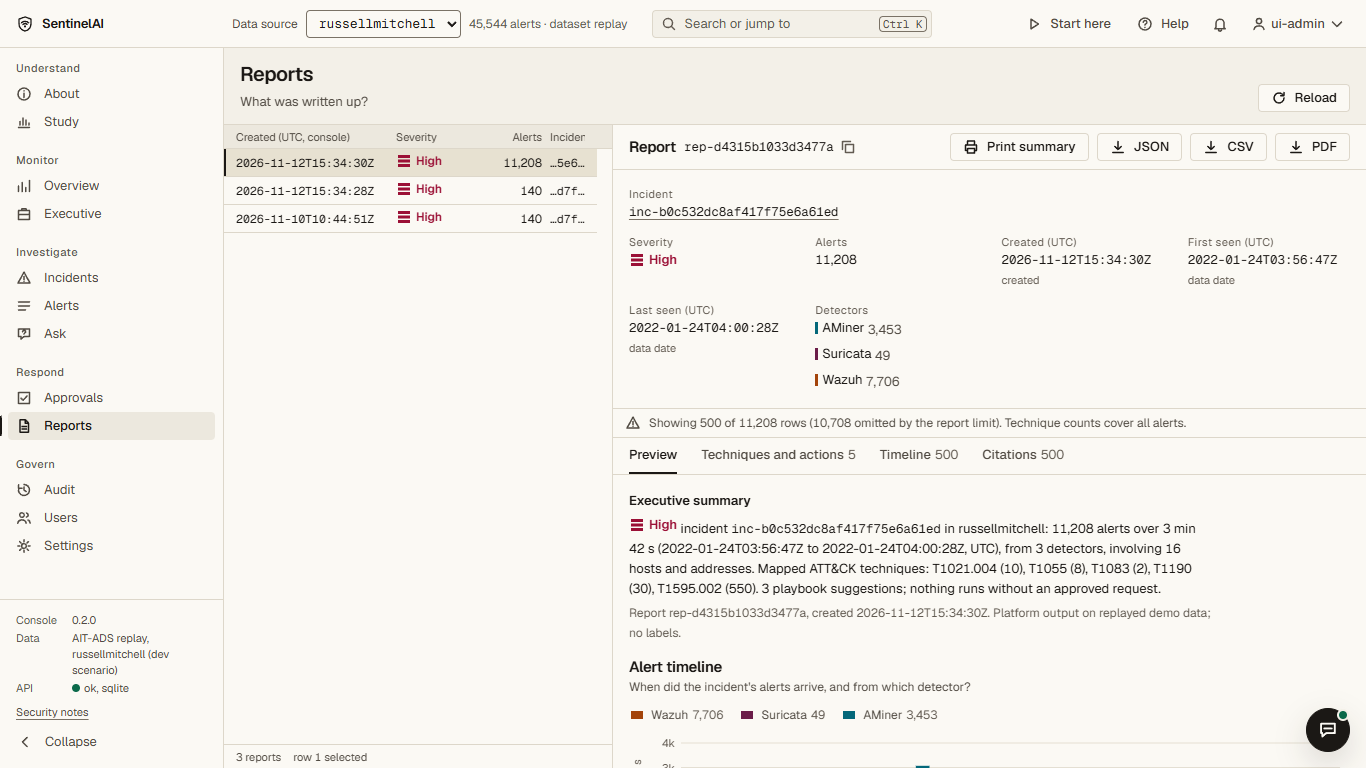 SentinelAI
Data source russellmitchell 45,544 alerts · dataset replay
Search or jump to Ctrl K
Start here
Help
ui-admin
Understand
About
Study
Monitor
Overview
Executive
Investigate
Incidents
Alerts
Ask
Respond
Approvals
Reports
Govern
Audit
Users
Settings
Console 0.2.0
Data AIT-ADS replay,
russellmitchell (dev
scenario)
API ok, sqlite
Security notes
Collapse
Reports
What was written up?
Reload
Created (UTC, console) Severity Alerts Inciden
2026-11-12T15:34:30Z High 11,208 …5e6…
2026-11-12T15:34:28Z High 140 …d7f…
2026-11-10T10:44:51Z High 140 …d7f…
3 reports row 1 selected
Report rep-d4315b1033d3477a
Print summary JSON CSV PDF
Incident
inc-b0c532dc8af417f75e6a61ed
Severity Alerts Created (UTC) First seen (UTC)
High 11,208 2026-11-12T15:34:30Z 2022-01-24T03:56:47Z
created data date
Last seen (UTC) Detectors
2022-01-24T04:00:28Z AMiner 3,453
data date Suricata 49
Wazuh 7,706
Showing 500 of 11,208 rows (10,708 omitted by the report limit). Technique counts cover all alerts.
Preview Techniques and actions 5 Timeline 500 Citations 500
Executive summary
High incident inc-b0c532dc8af417f75e6a61ed in russellmitchell: 11,208 alerts over 3 min
42 s (2022-01-24T03:56:47Z to 2022-01-24T04:00:28Z, UTC), from 3 detectors, involving 16
hosts and addresses. Mapped ATT&CK techniques: T1021.004 (10), T1055 (8), T1083 (2), T1190
(30), T1595.002 (550). 3 playbook suggestions; nothing runs without an approved request.
Report rep-d4315b1033d3477a, created 2026-11-12T15:34:30Z. Platform output on replayed demo data;
no labels.
Alert timeline
When did the incident's alerts arrive, and from which detector?
Wazuh 7,706 Suricata 49 AMiner 3,453
4k